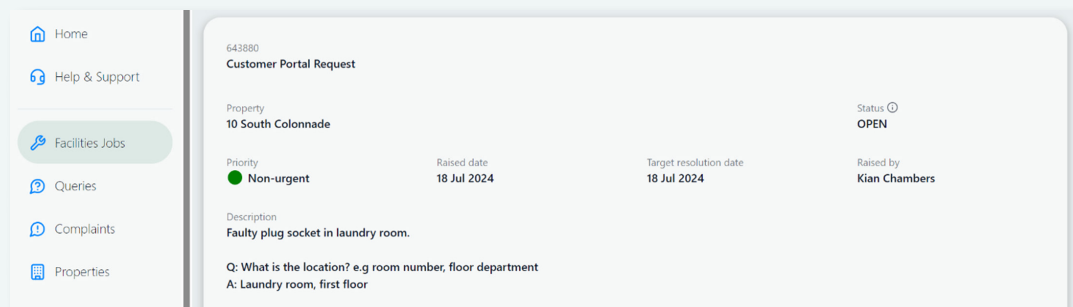 Home
Help & Support
Facilities Jobs
Queries
Complaints
Properties
643880
Customer Portal Request
Property
10 South Colonnade
Status
OPEN
Priority
Non-urgent
Raised date
18 Jul 2024
Target resolution date
18 Jul 2024
Raised by
Kian Chambers
Description
Faulty plug socket in laundry room.
Q: What is the location? e.g room number, floor department
A: Laundry room, first floor